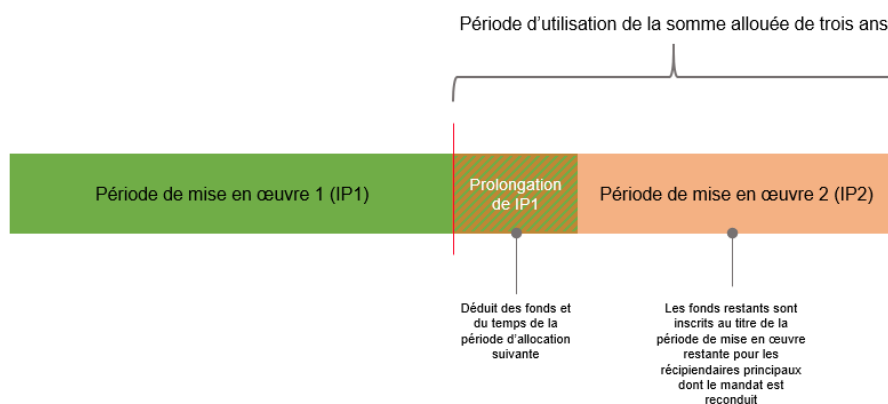 Période d’utilisation de la somme allouée de trois ans
Période de mise en œuvre 1 (IP1)
Prolongation
de IP1
Période de mise en œuvre 2 (IP2)
Déduit des fonds et
du temps de la
période d’allocation
suivante
Les fonds restants sont
inscrits au titre de la
période de mise en œuvre
restante pour les
récipiendaires principaux
dont le mandat est
reconduit